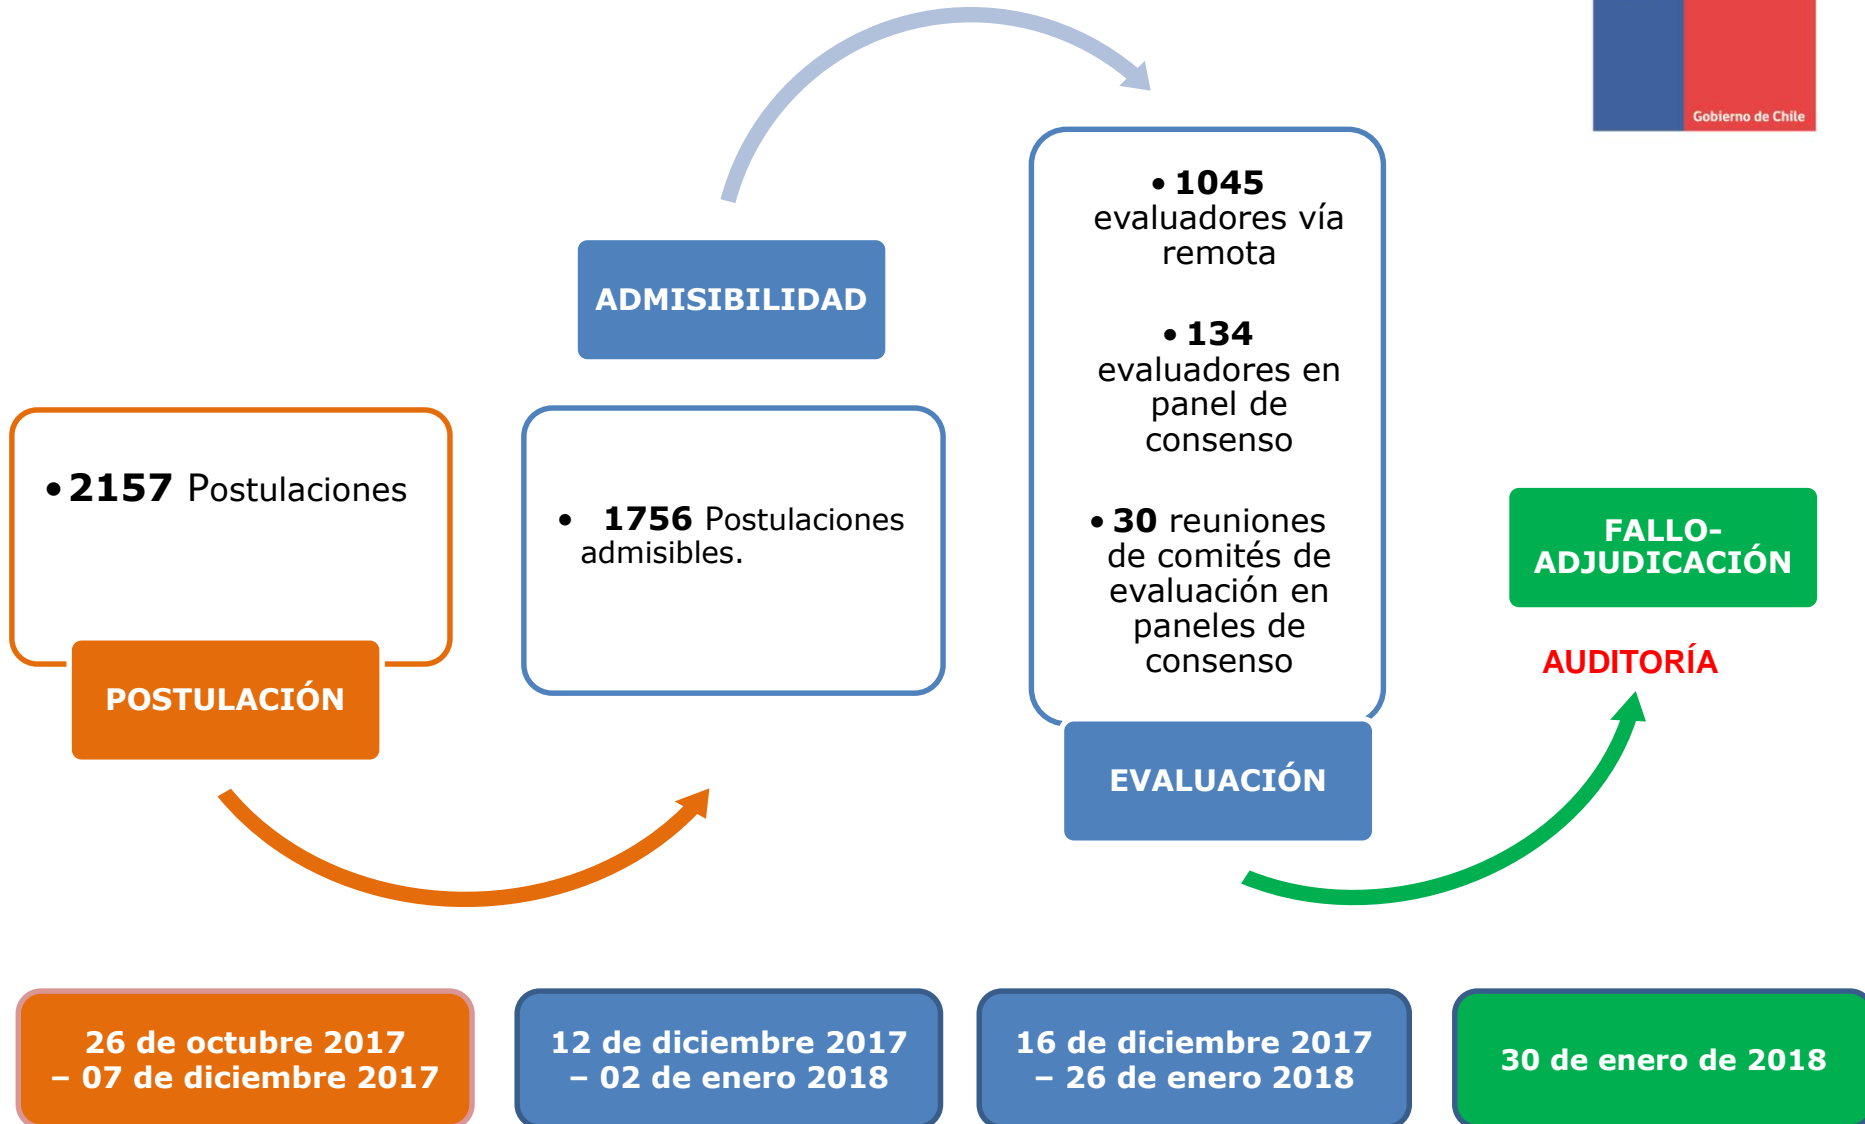 Gobierno de Chile
• 2157 Postulaciones
POSTULACIÓN
ADMISIBILIDAD
• 1756 Postulaciones
admisibles.
• 1045
evaluadores vía
remota
• 134
evaluadores en
panel de
consenso
• 30 reuniones
de comités de
evaluación en
paneles de
consenso
EVALUACIÓN
FALLO-
ADJUDICACIÓN
AUDITORÍA
26 de octubre 2017
– 07 de diciembre 2017
12 de diciembre 2017
– 02 de enero 2018
16 de diciembre 2017
– 26 de enero 2018
30 de enero de 2018